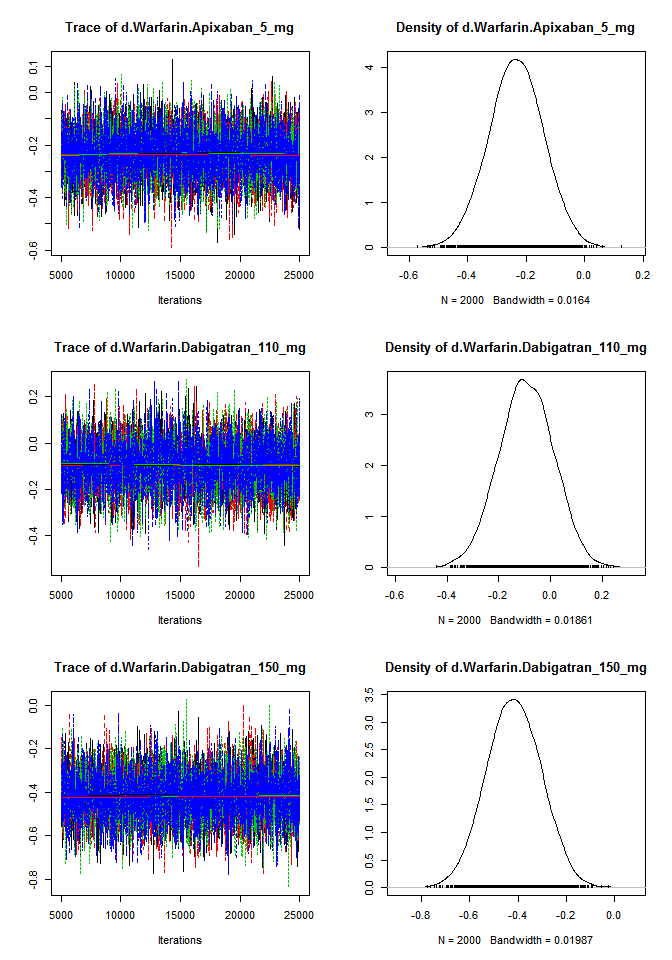 Trace of d.Warfarin.Apixaban_5_mg
0.1
0.0
-0.2
-0.4
-0.6
5000 10000 15000 20000 25000
Iterations
Density of d.Warfarin.Apixaban_5_mg
4
3
2
1
0
-0.6 -0.4 -0.2 0.0 0.2
N = 2000 Bandwidth = 0.0164
Trace of d.Warfarin.Dabigatran_110_mg
0.2
0.0
-0.2
-0.4
5000 10000 15000 20000 25000
Iterations
Density of d.Warfarin.Dabigatran_110_mg
3
2
1
0
-0.6 -0.4 -0.2 0.0 0.2
N = 2000 Bandwidth = 0.01861
Trace of d.Warfarin.Dabigatran_150_mg
0.0
-0.2
-0.4
-0.6
-0.8
5000 10000 15000 20000 25000
Iterations
Density of d.Warfarin.Dabigatran_150_mg
3.5
3.0
2.5
2.0
1.5
1.0
0.5
0.0
-0.8 -0.6 -0.4 -0.2 0.0
N = 2000 Bandwidth = 0.01987